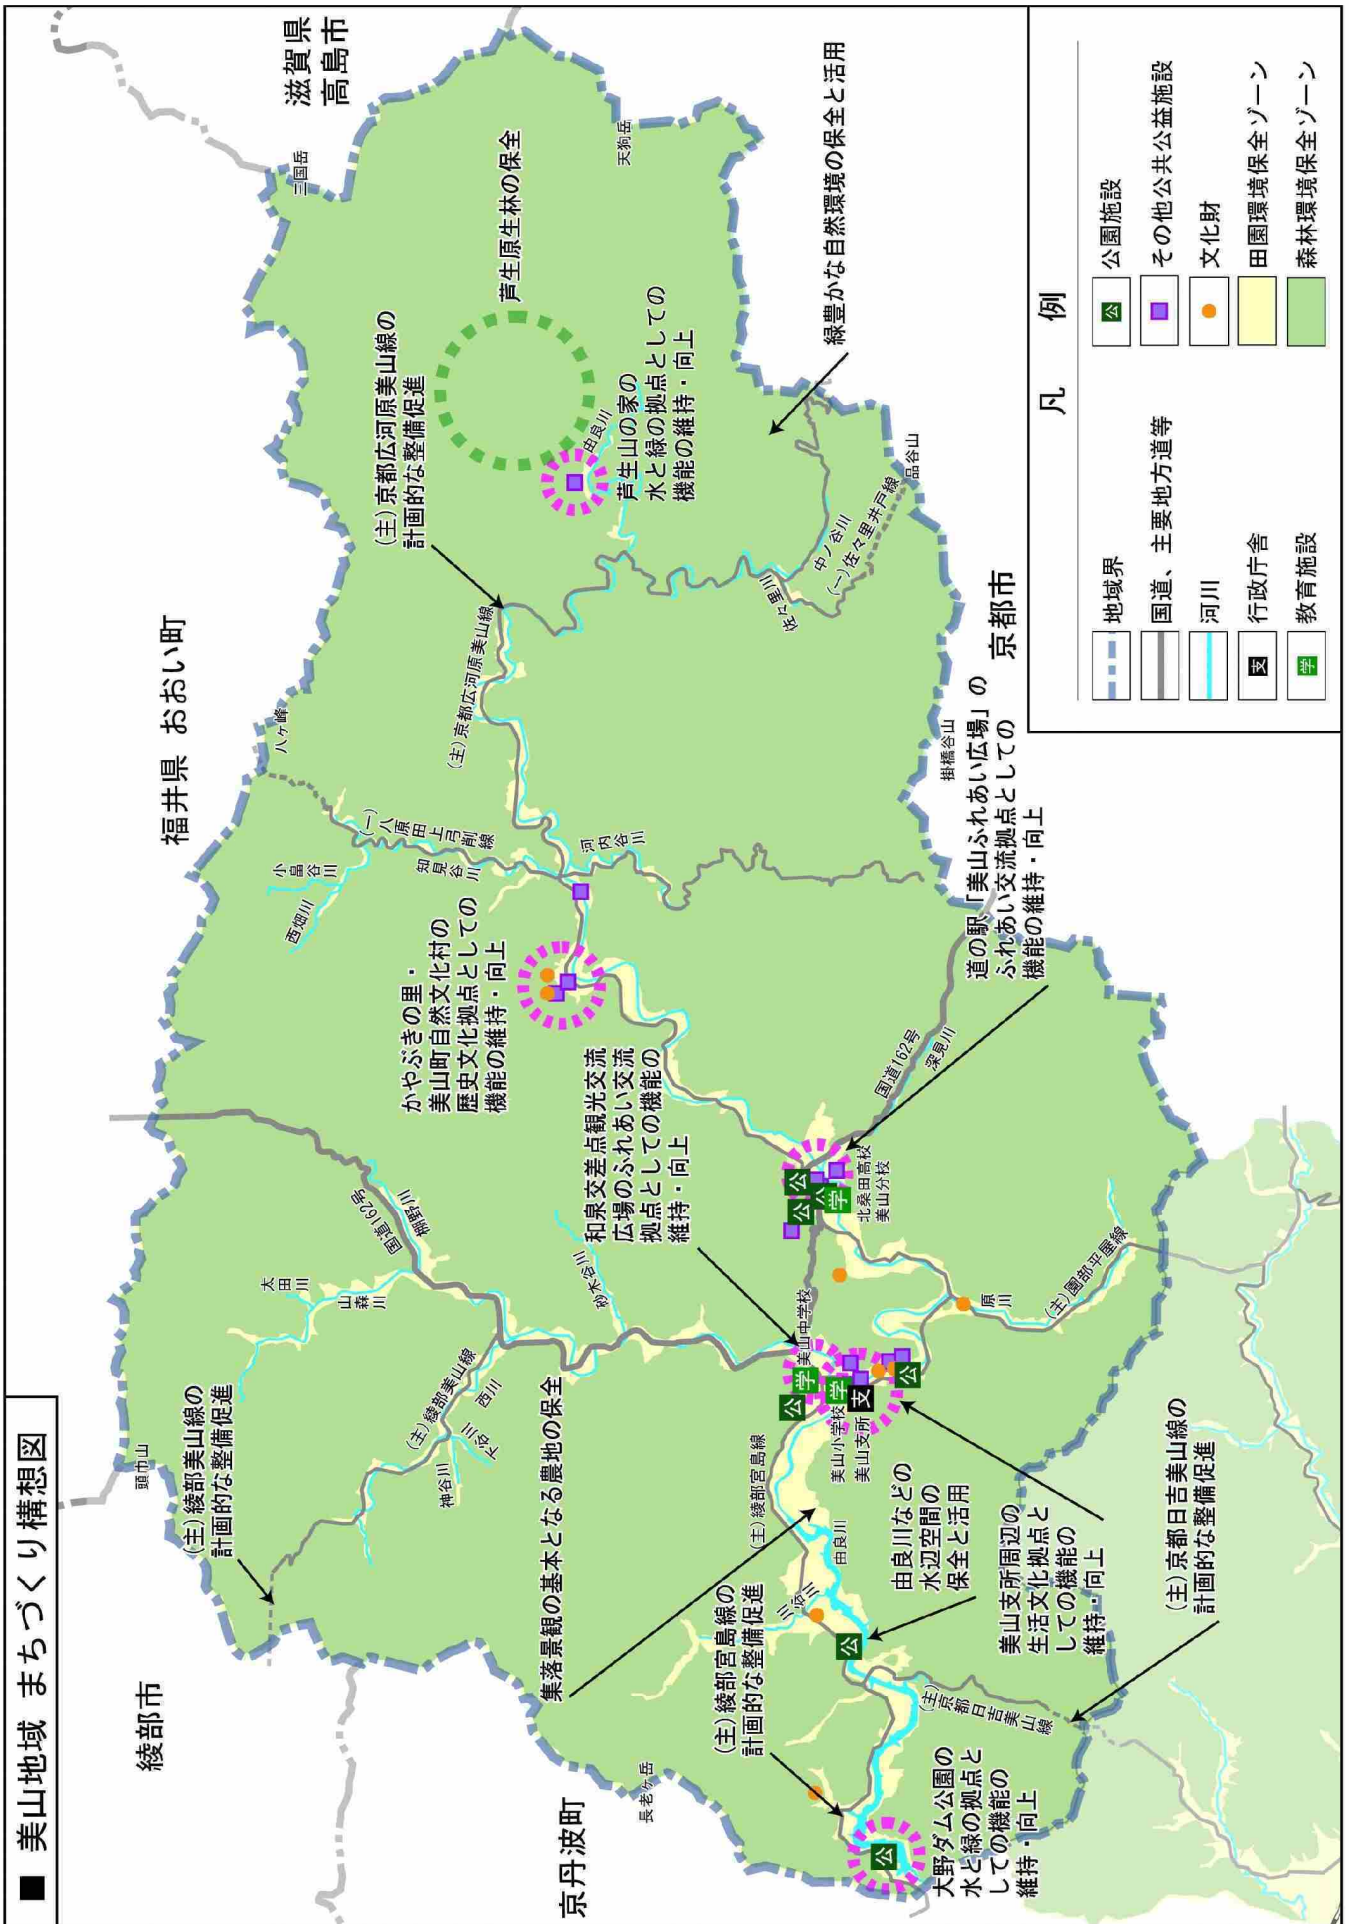 ■ 美山地域 まちづくり構想図
綾部市
福井県 おおい町
滋賀県
高島市
京丹波町
京都市
頭巾山
八ヶ峰
三国岳
天狗岳
品谷山
掛橋谷山
長老ヶ岳
(主)綾部美山線の
計画的な整備促進
(主)綾部美山線
神谷川
西川
太田川
山森川
国道162号
棚野川
西畑川
小畠谷川
知見谷川
(一)八原田上弓削線
河内谷川
かやぶきの里・
美山町自然文化村の
歴史文化拠点としての
機能の維持・向上
(主)京都広河原美山線
(主)京都広河原美山線の
計画的な整備促進
芦生原生林の保全
由良川
芦生山の家の
水と緑の拠点としての
機能の維持・向上
緑豊かな自然環境の保全と活用
佐々里川
中ノ谷川
(一)佐々里井戸線
集落景観の基本となる農地の保全
和泉交差点観光交流
広場のふれあい交流
拠点としての機能の
維持・向上
美山中学校
公
学
公
学
支
公
美山小学校
美山支所
公
公
学
北桑田高校
美山分校
国道162号
深見川
道の駅「美山ふれあい広場」の
ふれあい交流拠点としての
機能の維持・向上
原川
(主)園部平屋線
(主)綾部宮島線
由良川
(主)綾部宮島線の
計画的な整備促進
公
由良川などの
水辺空間の
保全と活用
美山支所周辺の
生活文化拠点と
しての機能の
維持・向上
(主)京都日吉美山線
(主)京都日吉美山線の
計画的な整備促進
公
大野ダム公園の
水と緑の拠点と
しての機能の
維持・向上
凡 例
地域界
国道、主要地方道等
河川
支 行政庁舎
学 教育施設
公 公園施設
その他公共公益施設
文化財
田園環境保全ゾーン
森林環境保全ゾーン